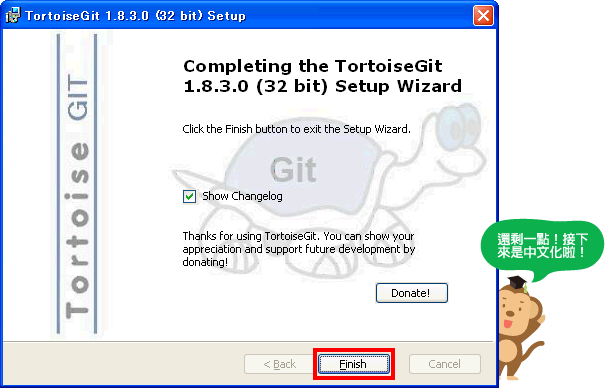 TortoiseGit 1.8.3.0 (32 bit) Setup
Completing the TortoiseGit
1.8.3.0 (32 bit) Setup Wizard
Click the Finish button to exit the Setup Wizard.
Git
Show Changelog
Thanks for using TortoiseGit. You can show your
appreciation and support future development by
donating!
Donate!
Tortoise GIT
還剩一點！接下
來是中文化啦！
< Back
Finish
Cancel